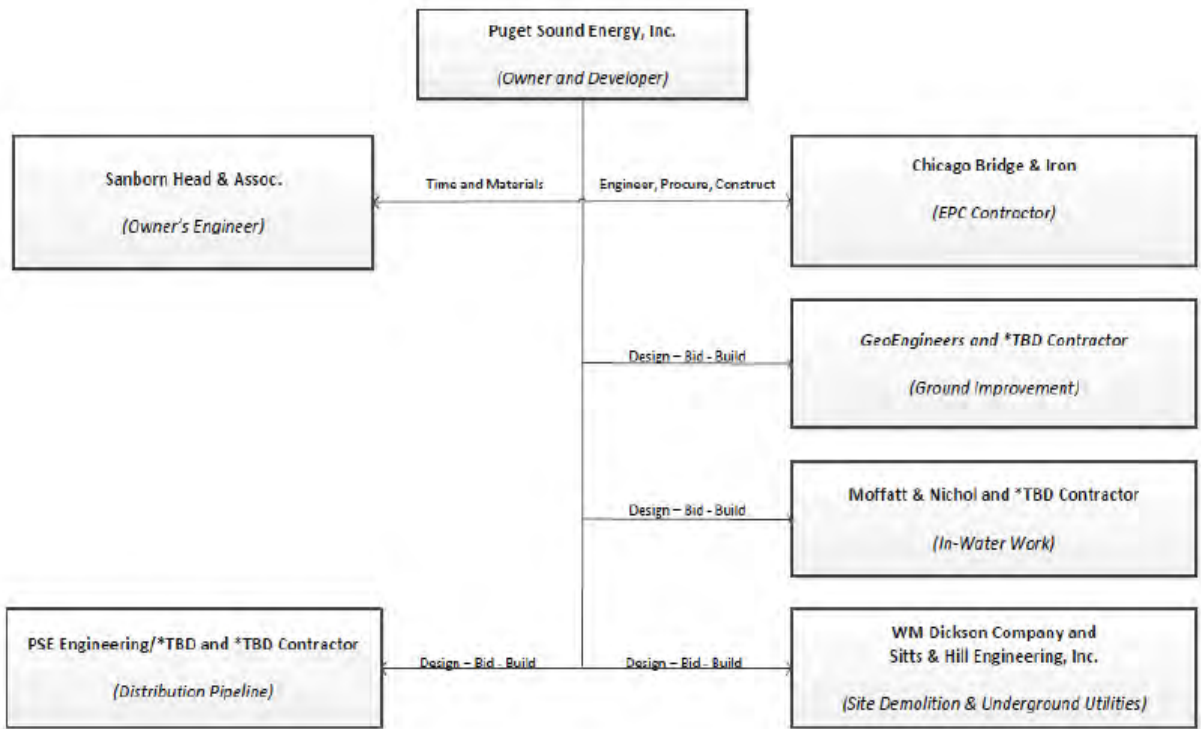 Puget Sound Energy, Inc.
(Owner and Developer)
Sanborn Head & Assoc.
(Owner's Engineer)
Time and Materials
Engineer, Procure, Construct
Chicago Bridge & Iron
(EPC Contractor)
Design – Bid - Build
GeoEngineers and *TBD Contractor
(Ground Improvement)
Design – Bid - Build
Moffatt & Nichol and *TBD Contractor
(In-Water Work)
PSE Engineering/*TBD and *TBD Contractor
(Distribution Pipeline)
Design – Bid - Build
Design – Bid - Build
WM Dickson Company and
Sitts & Hill Engineering, Inc.
(Site Demolition & Underground Utilities)